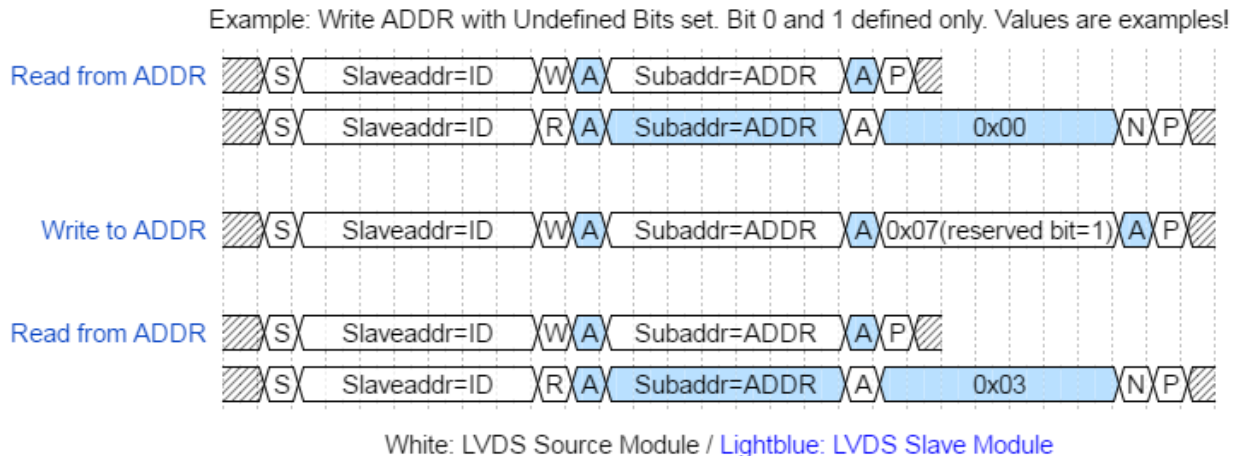 Example: Write ADDR with Undefined Bits set. Bit 0 and 1 defined only. Values are examples!
Read from ADDR S Slaveaddr=ID W A Subaddr=ADDR A P
S Slaveaddr=ID R A Subaddr=ADDR A 0x00 N P
Write to ADDR S Slaveaddr=ID W A Subaddr=ADDR A 0x07(reserved bit=1) A P
Read from ADDR S Slaveaddr=ID W A Subaddr=ADDR A P
S Slaveaddr=ID R A Subaddr=ADDR A 0x03 N P
White: LVDS Source Module / Lightblue: LVDS Slave Module